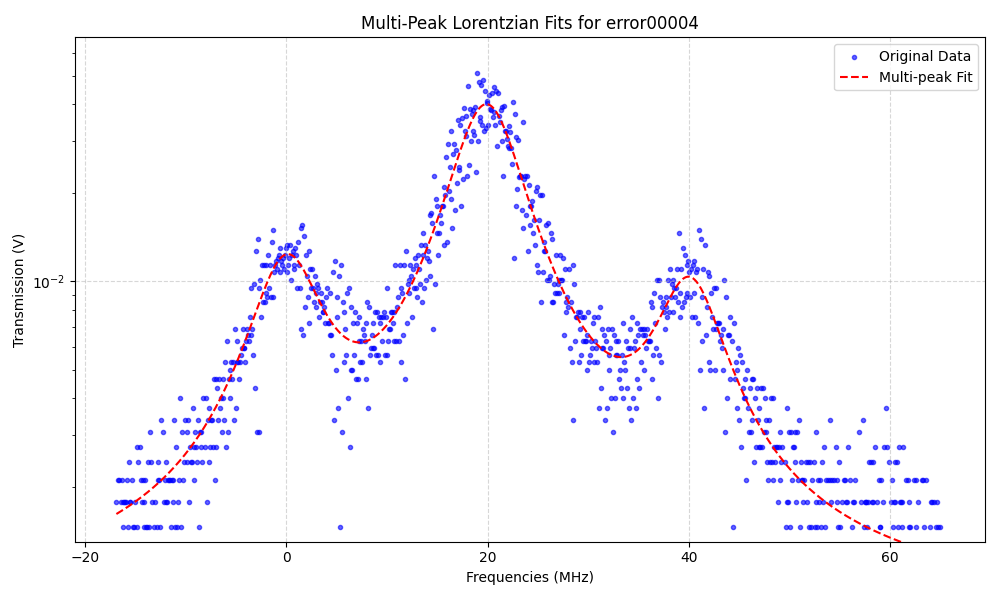 Multi-Peak Lorentzian Fits for error00004
Original Data
Multi-peak Fit
Transmission (V)
10⁻²
−20
0
20
40
60
Frequencies (MHz)